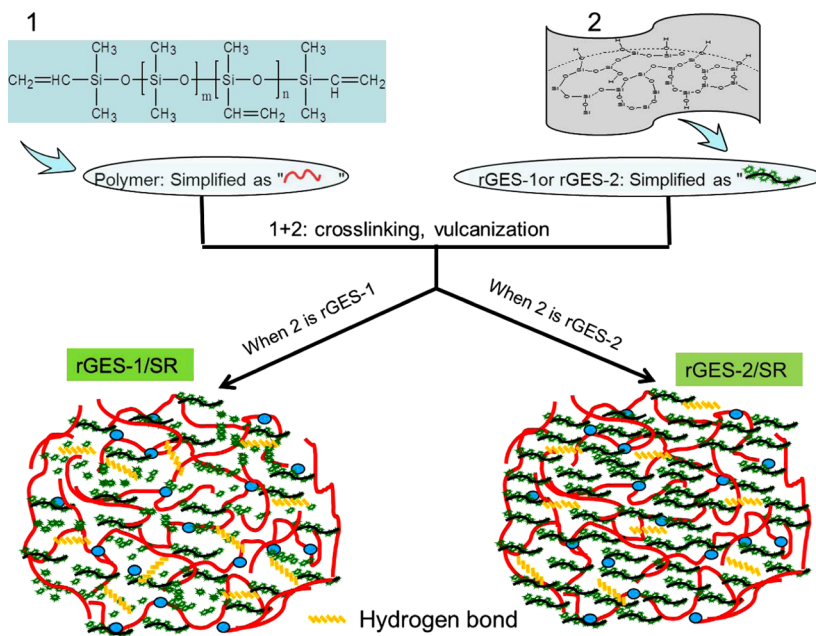 1
2
CH3 CH3 CH3 CH3
CH2=HC Si O Si O Si O Si C=CH2
m n H
CH3 CH3 CH=CH2 CH3
Polymer: Simplified as " "
rGES-1or rGES-2: Simplified as "
1+2: crosslinking, vulcanization
When 2 is rGES-1
When 2 is rGES-2
rGES-1/SR
rGES-2/SR
Hydrogen bond